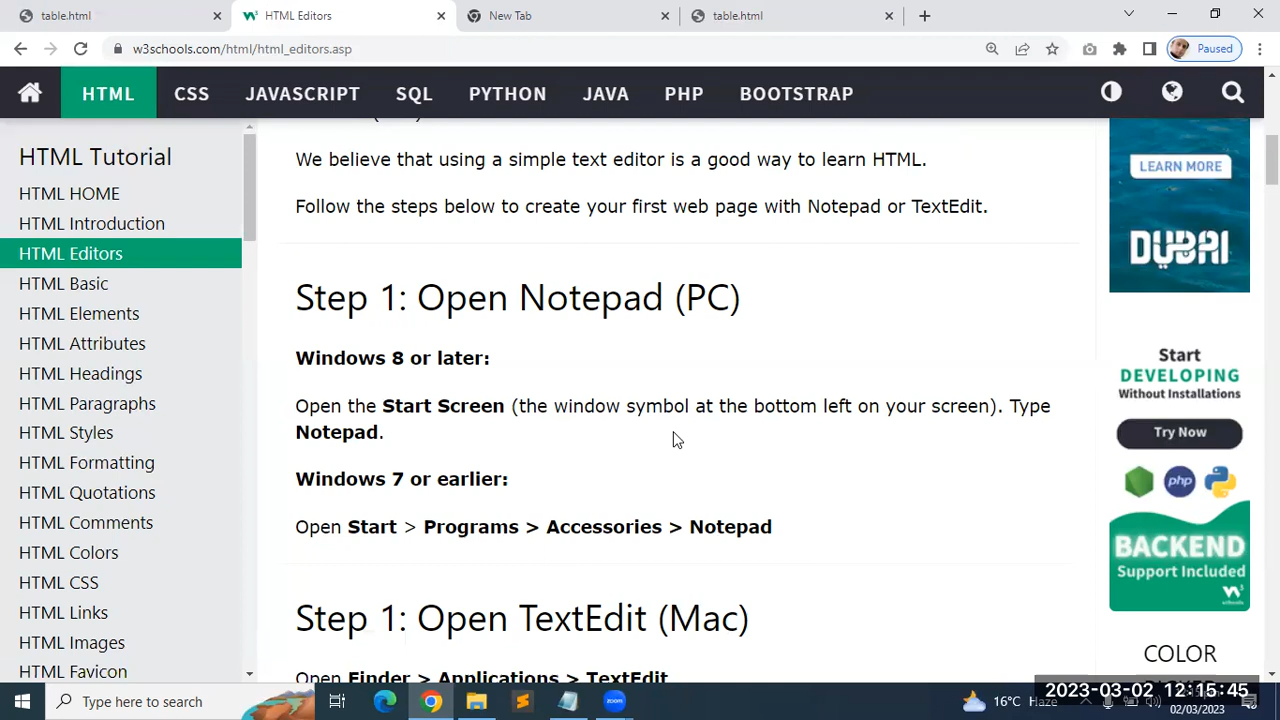 table.html
HTML Editors
New Tab
table.html
w3schools.com/html/html_editors.asp
Paused
HTML
CSS
JAVASCRIPT
SQL
PYTHON
JAVA
PHP
BOOTSTRAP
HTML Tutorial
HTML HOME
HTML Introduction
HTML Editors
HTML Basic
HTML Elements
HTML Attributes
HTML Headings
HTML Paragraphs
HTML Styles
HTML Formatting
HTML Quotations
HTML Comments
HTML Colors
HTML CSS
HTML Links
HTML Images
HTML Favicon
We believe that using a simple text editor is a good way to learn HTML.
Follow the steps below to create your first web page with Notepad or TextEdit.
Step 1: Open Notepad (PC)
Windows 8 or later:
Open the Start Screen (the window symbol at the bottom left on your screen). Type
Notepad.
Windows 7 or earlier:
Open Start > Programs > Accessories > Notepad
Step 1: Open TextEdit (Mac)
Open Finder > Applications > TextEdit
LEARN MORE
DUBAI
Start
DEVELOPING
Without Installations
Try Now
php
BACKEND
Support Included
W3
schools
COLOR
Type here to search
zoom
16°C Haze
2023-03-02 12:15:45
02/03/2023